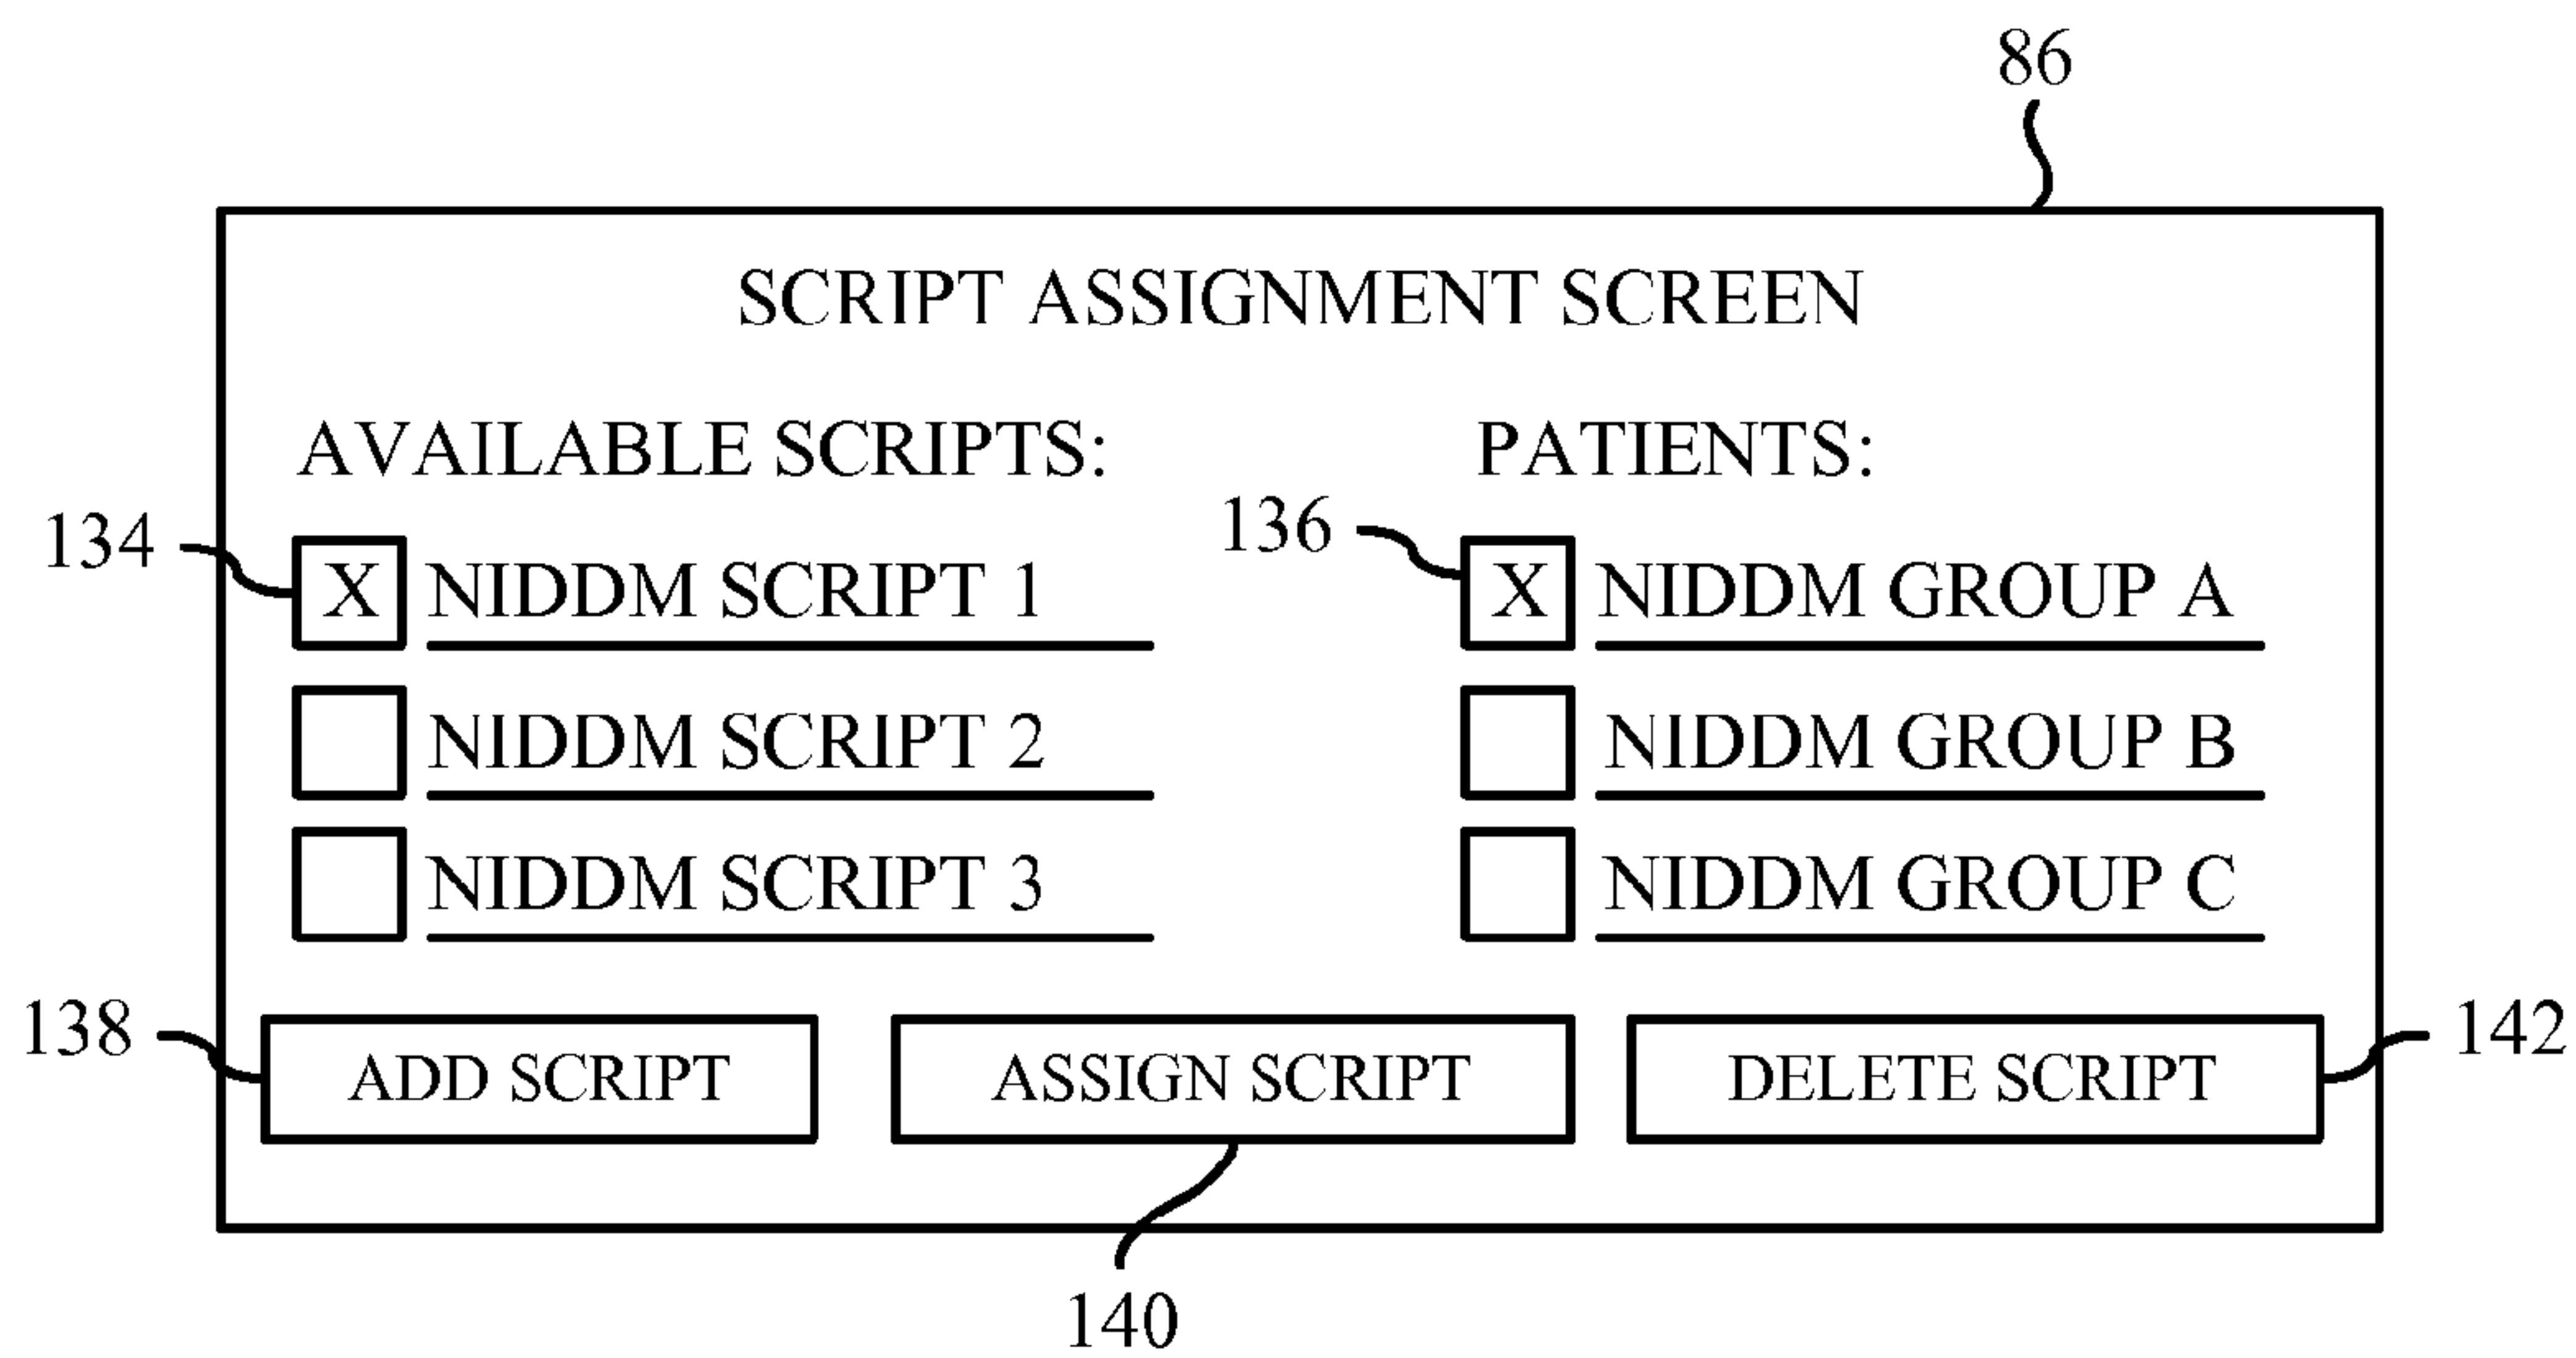 86
SCRIPT ASSIGNMENT SCREEN
AVAILABLE SCRIPTS: PATIENTS:
134 X NIDDM SCRIPT 1 136 X NIDDM GROUP A
NIDDM SCRIPT 2 NIDDM GROUP B
NIDDM SCRIPT 3 NIDDM GROUP C
138 ADD SCRIPT ASSIGN SCRIPT DELETE SCRIPT 142
140